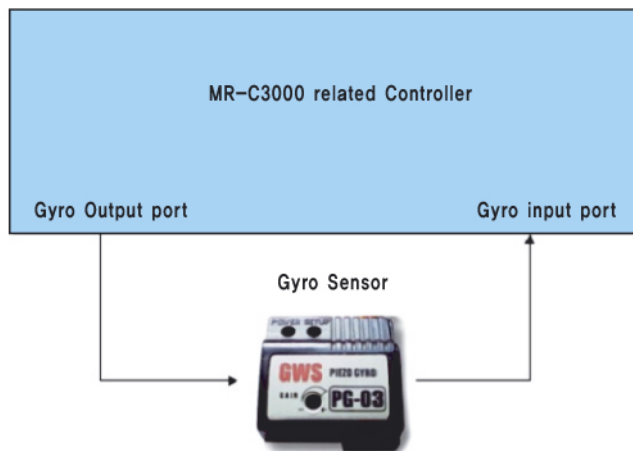 MR-C3000 related Controller
Gyro Output port
Gyro input port
Gyro Sensor
POWER SETUP
GWS PIEZO GYRO
GAIN
- +
PG-03